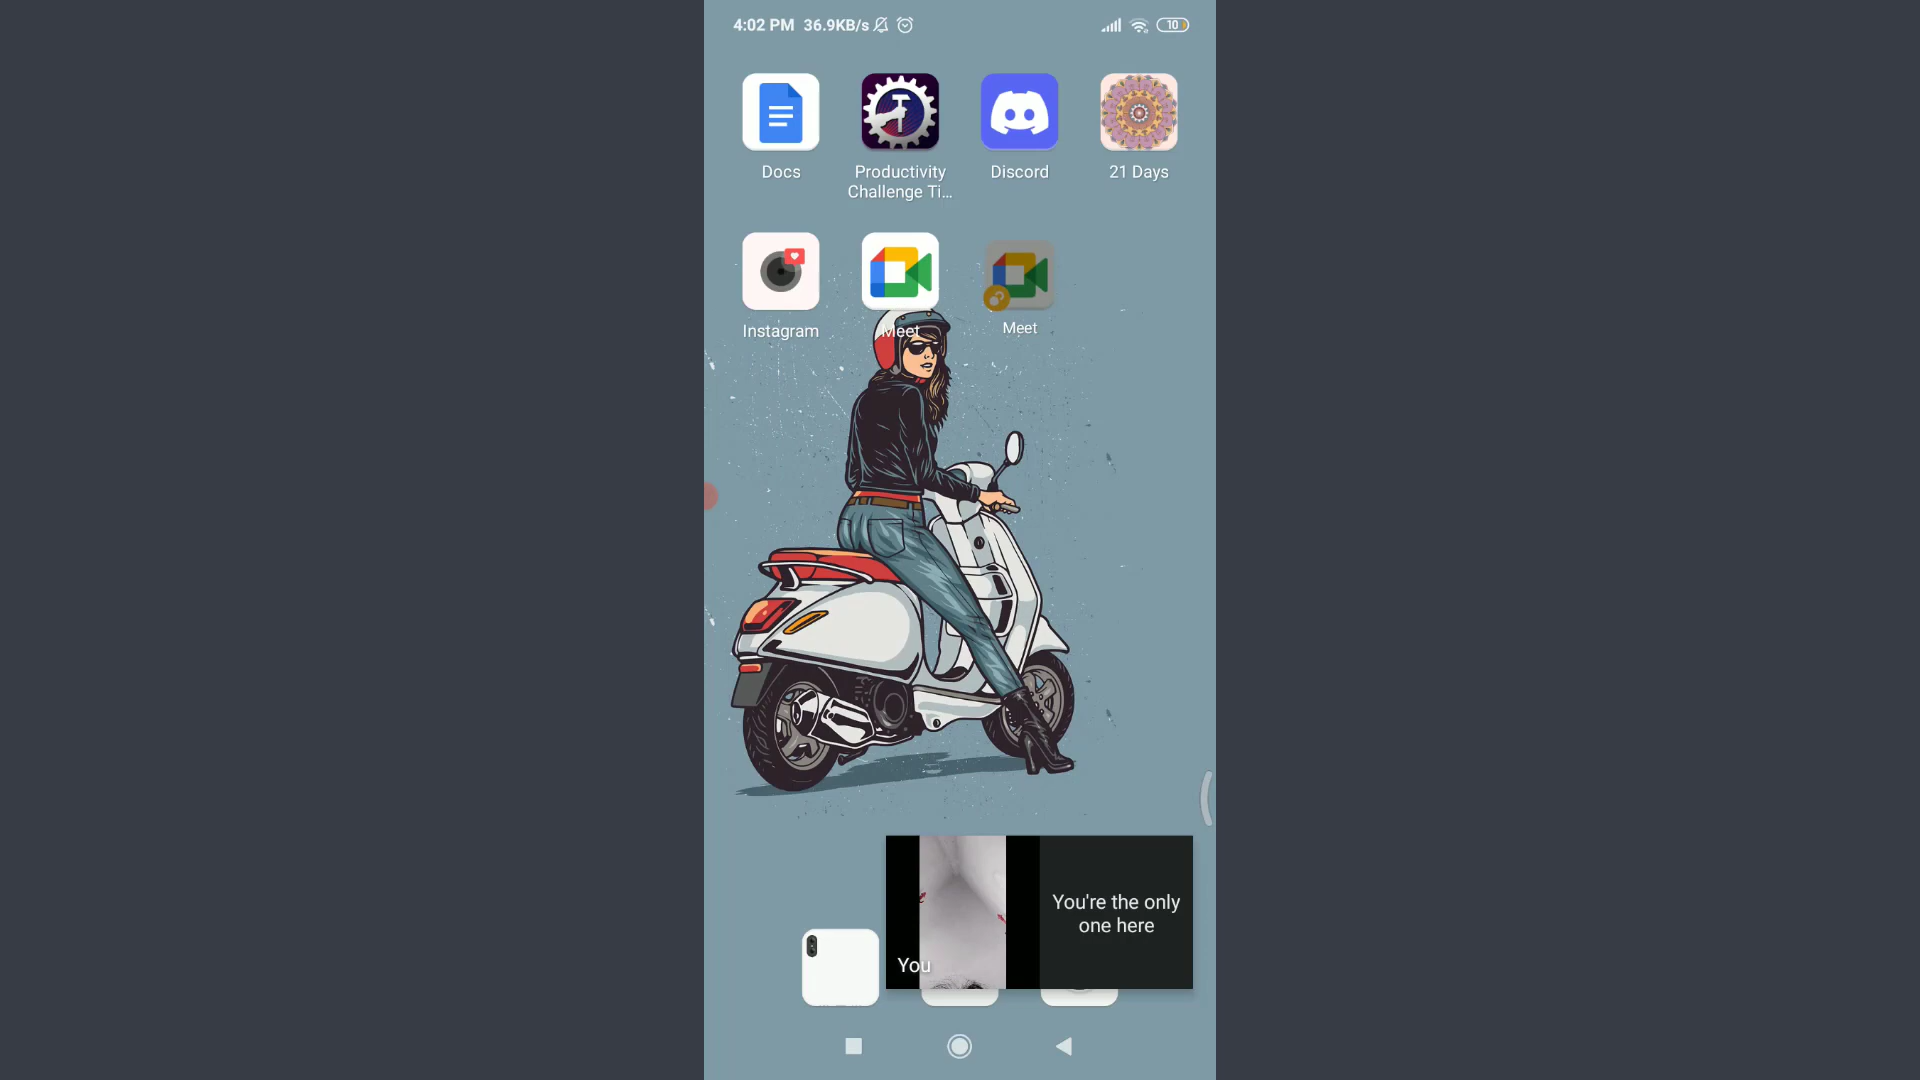 4:02 PM 36.9KB/s
10
Docs
Productivity
Challenge Ti...
Discord
21 Days
Instagram
Meet
Meet
You're the only
one here
You